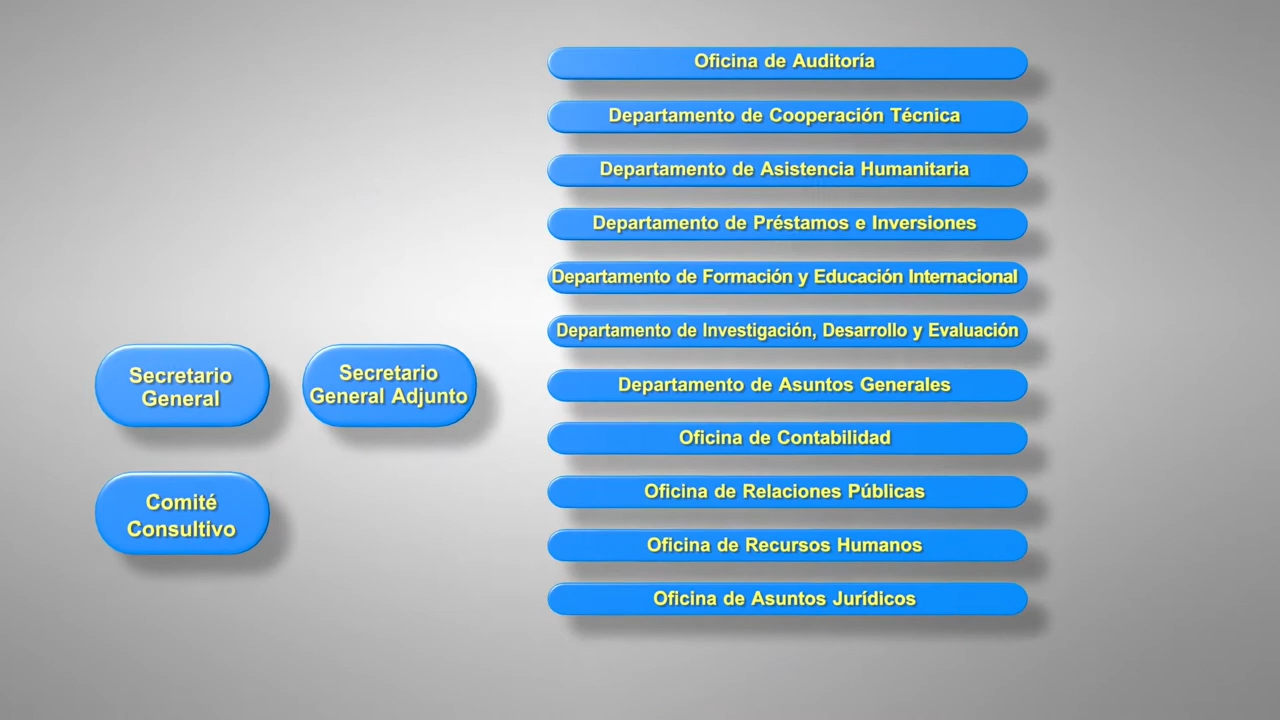 Secretario
General
Comité
Consultivo
Secretario
General Adjunto
Oficina de Auditoría
Departamento de Cooperación Técnica
Departamento de Asistencia Humanitaria
Departamento de Préstamos e Inversiones
Departamento de Formación y Educación Internacional
Departamento de Investigación, Desarrollo y Evaluación
Departamento de Asuntos Generales
Oficina de Contabilidad
Oficina de Relaciones Públicas
Oficina de Recursos Humanos
Oficina de Asuntos Jurídicos